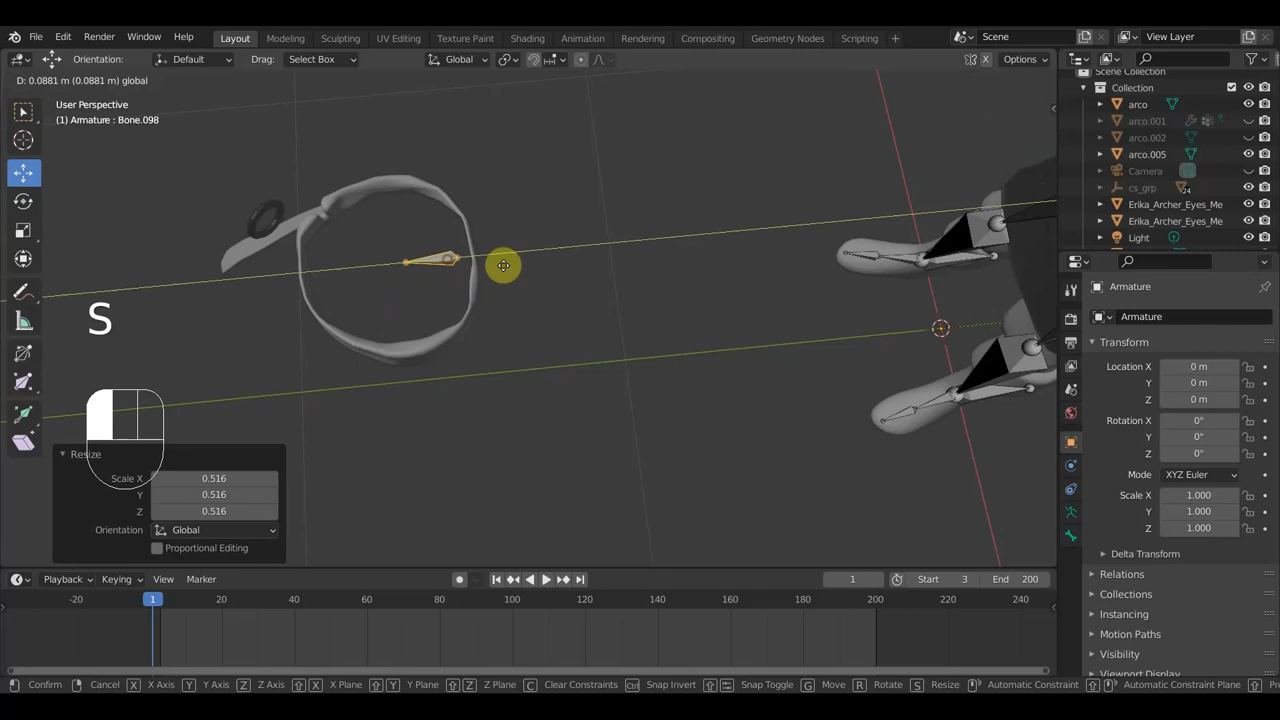 File Edit Render Window Help Layout Modeling Sculpting UV Editing Texture Paint Shading Animation Rendering Compositing Geometry Nodes Scripting + Scene View Layer
Orientation: Default Drag: Select Box Global X Options
D: 0.0881 m (0.0881 m) global
User Perspective
(1) Armature : Bone.098
S
Resize
Scale X 0.516
Y 0.516
Z 0.516
Orientation Global
Proportional Editing
Scene Collection
Collection
arco
arco.001
arco.002
arco.005
Camera
cs_grp 24
Erika_Archer_Eyes_Me
Erika_Archer_Eyes_Me
Light
Armature
Armature
Transform
Location X 0 m
Y 0 m
Z 0 m
Rotation X 0°
Y 0°
Z 0°
Mode XYZ Euler
Scale X 1.000
Y 1.000
Z 1.000
Delta Transform
Relations
Collections
Instancing
Motion Paths
Visibility
Viewport Display
Playback Keying View Marker 1 Start 3 End 200
-20 1 20 40 60 80 100 120 140 160 180 200 220 240
Confirm Cancel X X Axis Y Y Axis Z Z Axis X X Plane Y Y Plane Z Z Plane C Clear Constraints Ctrl Snap Invert Snap Toggle G Move R Rotate S Resize Automatic Constraint Automatic Constraint Plane